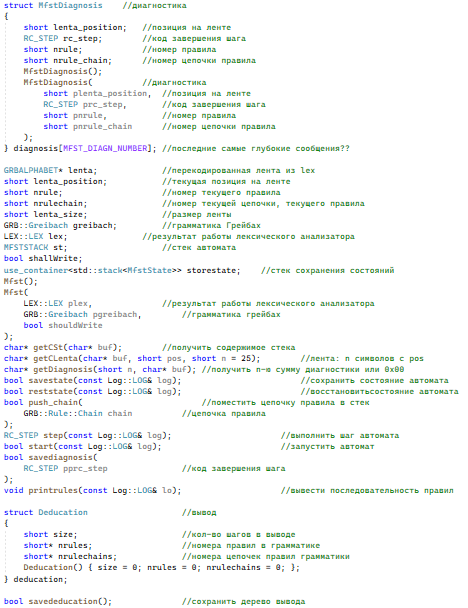 struct MfstDiagnosis //диагностика
{
short lenta_position; //позиция на ленте
RC_STEP rc_step; //код завершения шага
short nrule; //номер правила
short nrule_chain; //номер цепочки правила
MfstDiagnosis();
MfstDiagnosis( //диагностика
short plenta_position, //позиция на ленте
RC_STEP prc_step, //код завершения шага
short pnrule, //номер правила
short pnrule_chain //номер цепочки правила
);
} diagnosis[MFST_DIAGN_NUMBER]; //последние самые глубокие сообщения??
GRBALPHABET* lenta; //перекодированная лента из lex
short lenta_position; //текущая позиция на ленте
short nrule; //номер текущего правила
short nrulechain; //номер текущей цепочки, текущего правила
short lenta_size; //размер ленты
GRB::Greibach greibach; //грамматика Грейбах
LEX::LEX lex; //результат работы лексического анализатора
MFSTSTACK st; //стек автомата
bool shallWrite;
use_container<std::stack<MfstState>> storestate; //стек сохранения состояний
Mfst();
Mfst(
LEX::LEX plex, //результат работы лексического анализатора
GRB::Greibach pgreibach, //грамматика грейбах
bool shouldWrite
);
char* getCSt(char* buf); //получить содержимое стека
char* getCLenta(char* buf, short pos, short n = 25); //лента: n символов с pos
char* getDiagnosis(short n, char* buf); //получить n-ю сумму диагностики или 0x00
bool savestate(const Log::LOG& log); //сохранить состояние автомата
bool reststate(const Log::LOG& log); //восстановитьсостояние автомата
bool push_chain( //поместить цепочку правила в стек
GRB::Rule::Chain chain //цепочка правила
);
RC_STEP step(const Log::LOG& log); //выполнить шаг автомата
bool start(const Log::LOG& log); //запустить автомат
bool savediagnosis(
RC_STEP pprc_step //код завершения шага
);
void printrules(const Log::LOG& lo); //вывести последовательность правил
struct Deducation //вывод
{
short size; //кол-во шагов в выводе
short* nrules; //номера правил в грамматике
short* nrulechains; //номера цепочек правил грамматики
Deducation() { size = 0; nrules = 0; nrulechains = 0; };
} deducation;
bool savededucation(); //сохранить дерево вывода